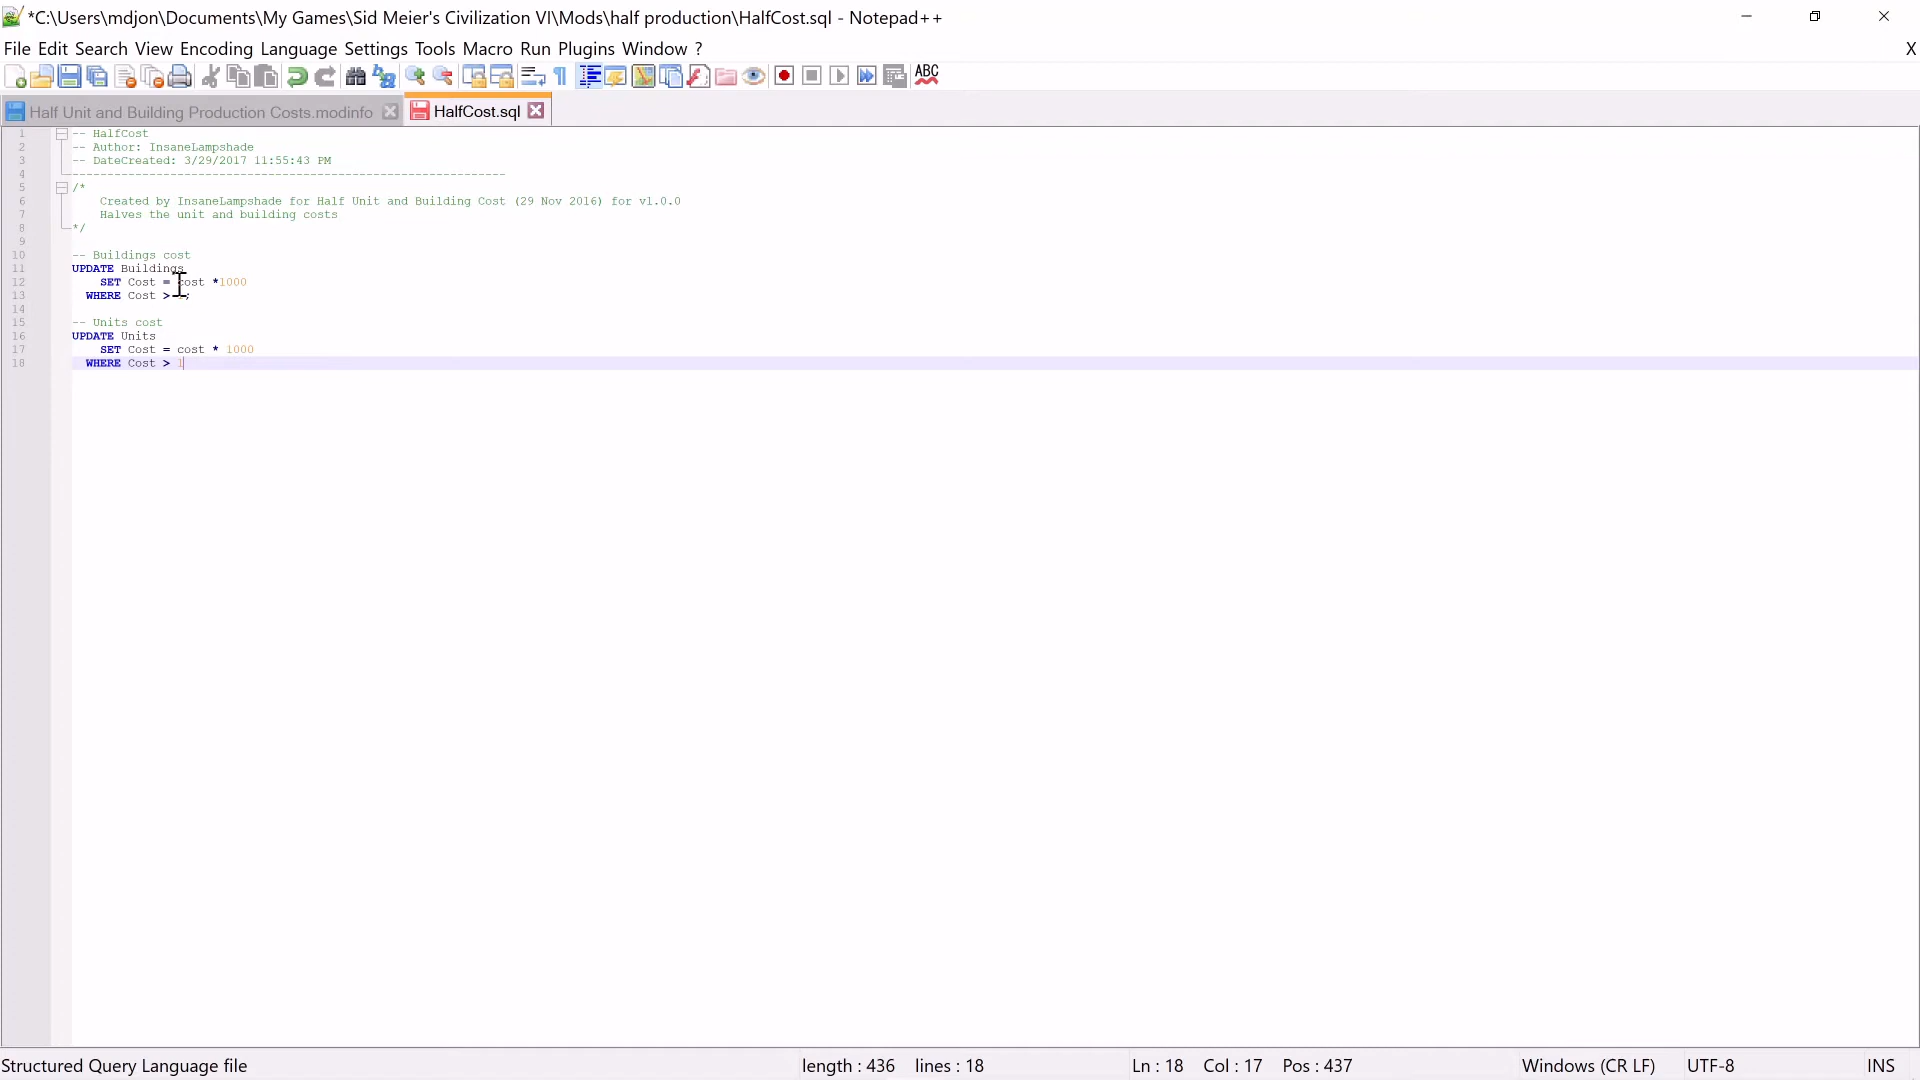 *C:\Users\mdjon\Documents\My Games\Sid Meier's Civilization VI\Mods\half production\HalfCost.sql - Notepad++
File Edit Search View Encoding Language Settings Tools Macro Run Plugins Window ? X
ABC
Half Unit and Building Production Costs.modinfo HalfCost.sql
1 -- HalfCost
2 -- Author: InsaneLampshade
3 -- DateCreated: 3/29/2017 11:55:43 PM
4 --------------------------------------------------------------
5 /*
6 Created by InsaneLampshade for Half Unit and Building Cost (29 Nov 2016) for v1.0.0
7 Halves the unit and building costs
8 */
9
10 -- Buildings cost
11 UPDATE Buildings
12 SET Cost = cost *1000
13 WHERE Cost > ;
14
15 -- Units cost
16 UPDATE Units
17 SET Cost = cost * 1000
18 WHERE Cost > 1
Structured Query Language file length : 436 lines : 18 Ln : 18 Col : 17 Pos : 437 Windows (CR LF) UTF-8 INS